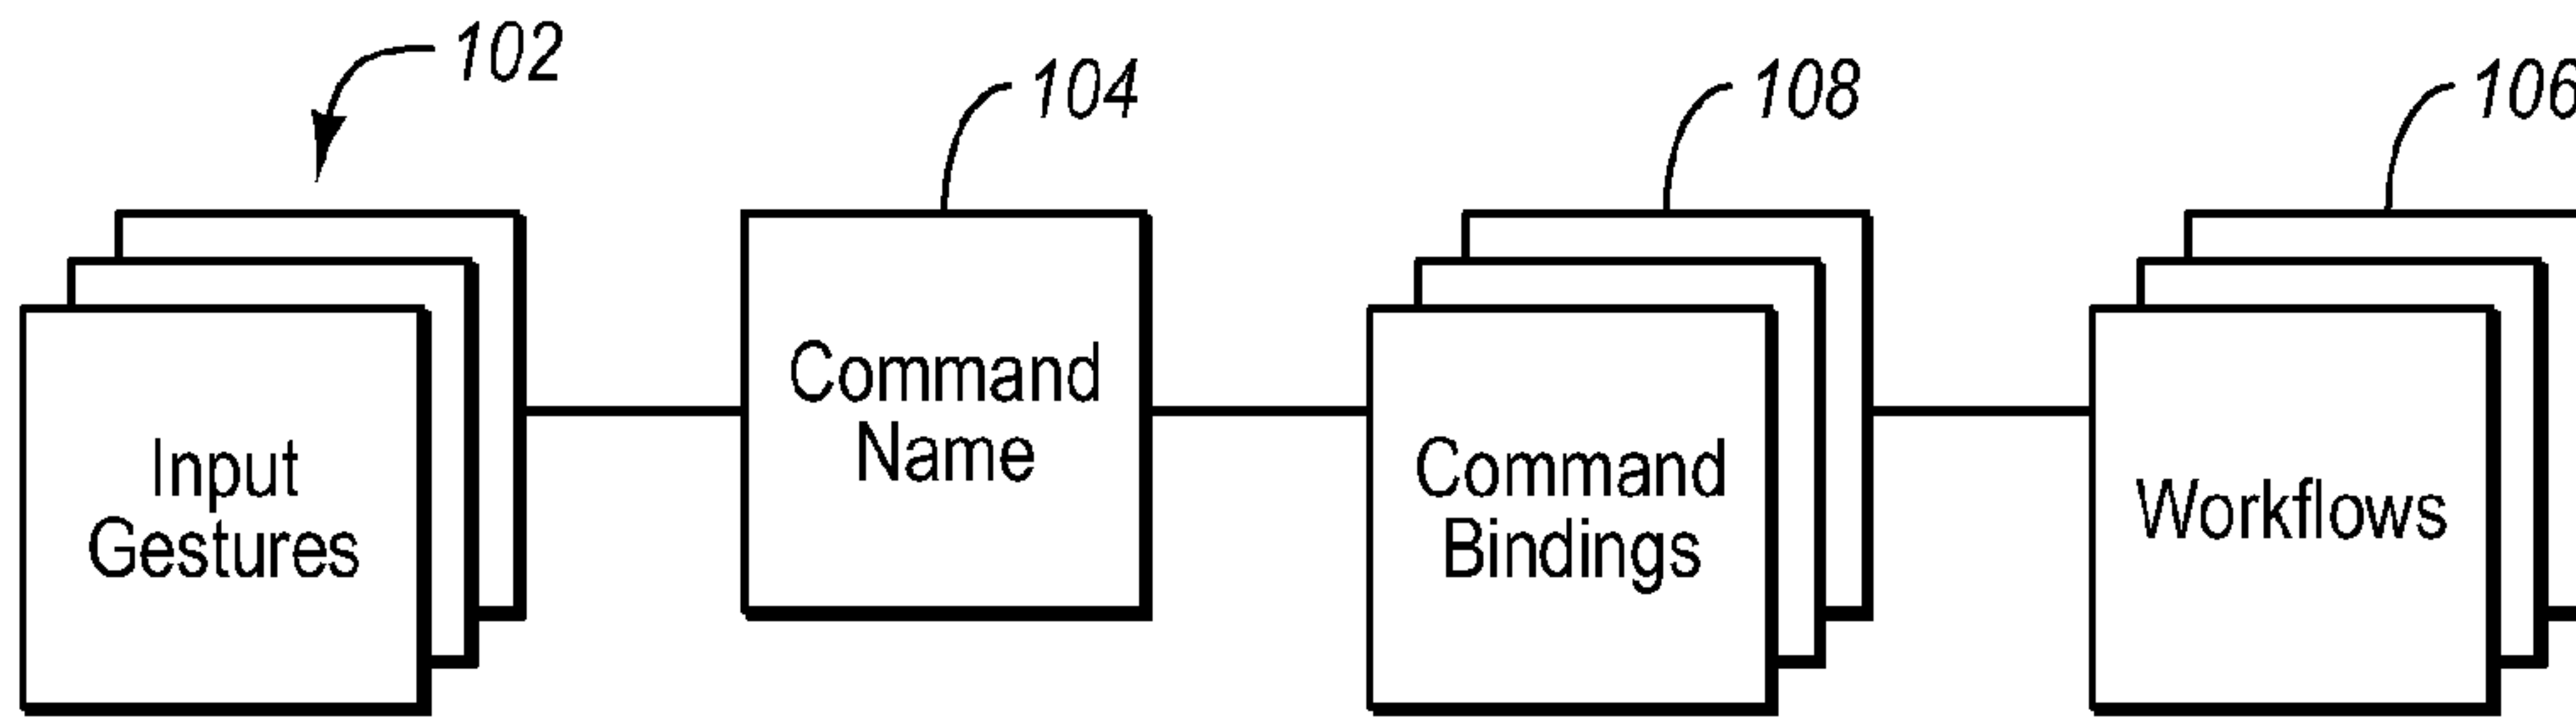 102
104
108
106
Input
Gestures
Command
Name
Command
Bindings
Workflows